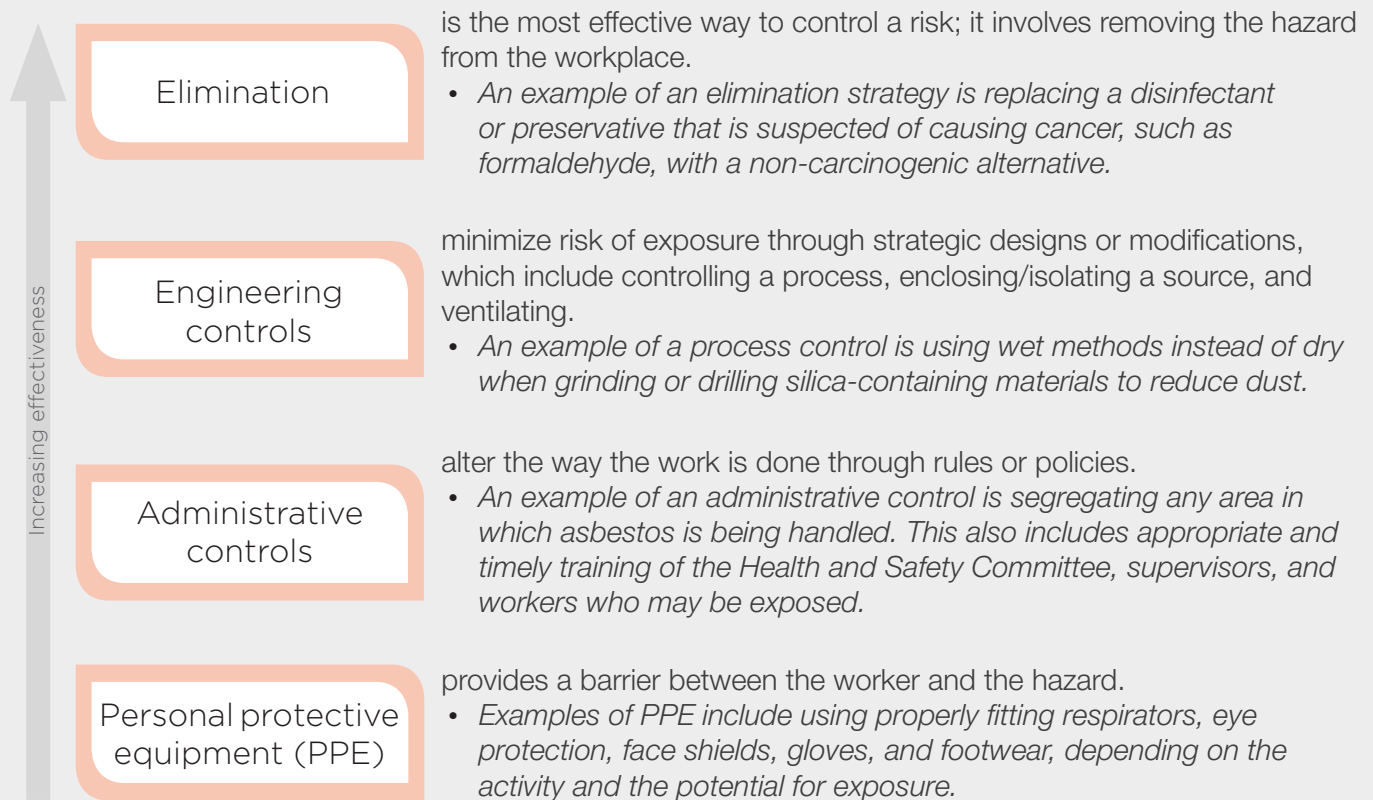 Increasing effectiveness
Elimination
is the most effective way to control a risk; it involves removing the hazard
from the workplace.
• An example of an elimination strategy is replacing a disinfectant
or preservative that is suspected of causing cancer, such as
formaldehyde, with a non-carcinogenic alternative.
Engineering
controls
minimize risk of exposure through strategic designs or modifications,
which include controlling a process, enclosing/isolating a source, and
ventilating.
• An example of a process control is using wet methods instead of dry
when grinding or drilling silica-containing materials to reduce dust.
Administrative
controls
alter the way the work is done through rules or policies.
• An example of an administrative control is segregating any area in
which asbestos is being handled. This also includes appropriate and
timely training of the Health and Safety Committee, supervisors, and
workers who may be exposed.
Personal protective
equipment (PPE)
provides a barrier between the worker and the hazard.
• Examples of PPE include using properly fitting respirators, eye
protection, face shields, gloves, and footwear, depending on the
activity and the potential for exposure.